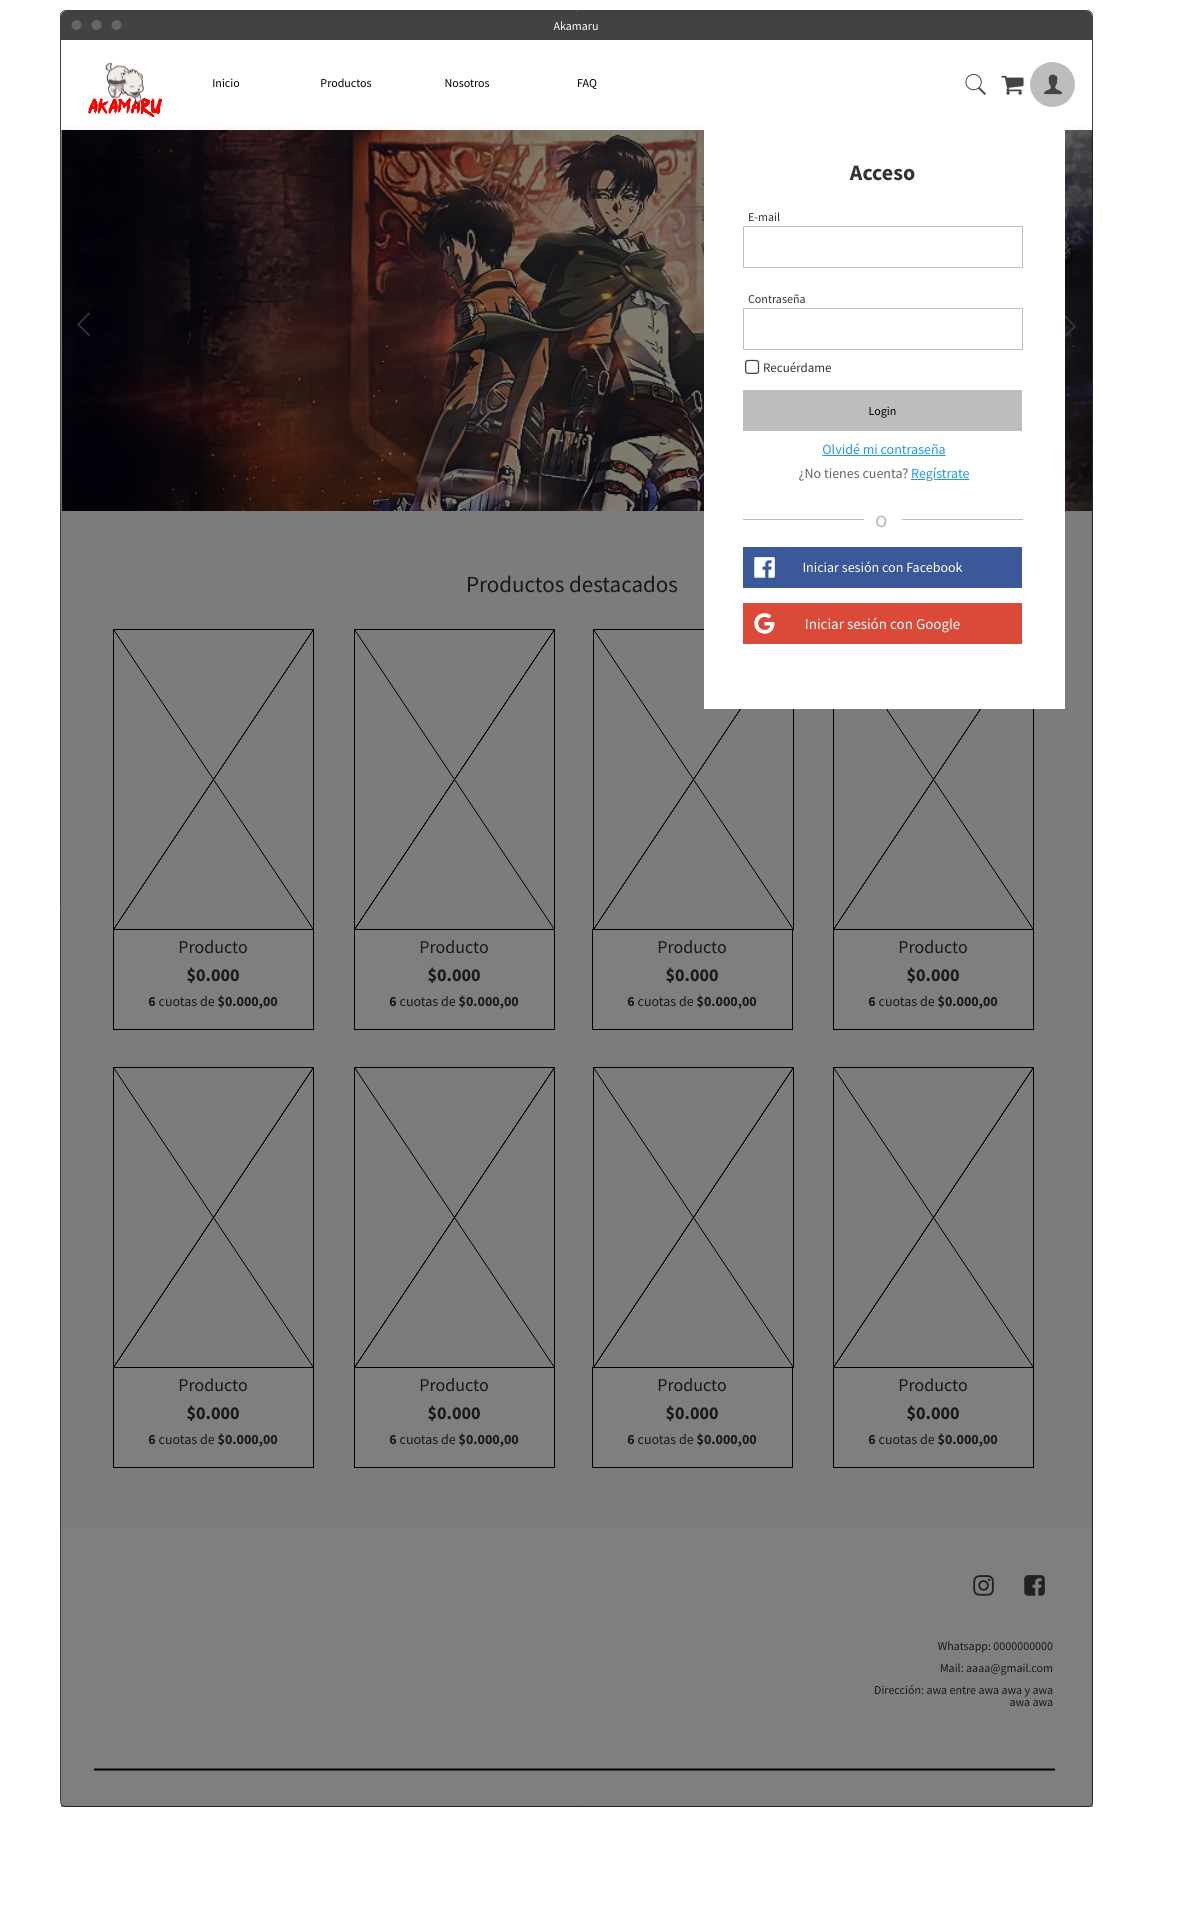 Akamaru
AKAMARU
Inicio
Productos
Nosotros
FAQ
Acceso
E-mail
Contraseña
Recuérdame
Login
Olvidé mi contraseña
¿No tienes cuenta? Regístrate
O
Iniciar sesión con Facebook
Iniciar sesión con Google
Productos destacados
Producto
$0.000
6 cuotas de $0.000,00
Producto
$0.000
6 cuotas de $0.000,00
Producto
$0.000
6 cuotas de $0.000,00
Producto
$0.000
6 cuotas de $0.000,00
Producto
$0.000
6 cuotas de $0.000,00
Producto
$0.000
6 cuotas de $0.000,00
Producto
$0.000
6 cuotas de $0.000,00
Producto
$0.000
6 cuotas de $0.000,00
Whatsapp: 0000000000
Mail: aaaa@gmail.com
Dirección: awa entre awa awa y awa
awa awa